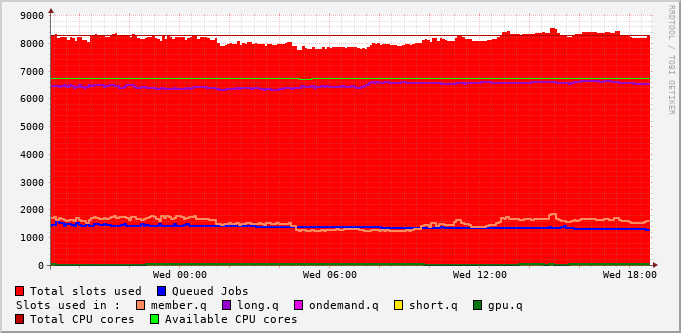 RRDTOOL / TOBI OETIKER
9000
8000
7000
6000
5000
4000
3000
2000
1000
0
Wed 00:00 Wed 06:00 Wed 12:00 Wed 18:00
Total slots used Queued Jobs
Slots used in : member.q long.q ondemand.q short.q gpu.q
Total CPU cores Available CPU cores